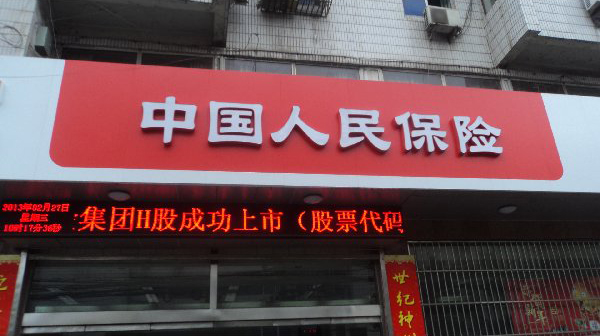 中国人民保险
2013年02月27日
星期三
10时17分36秒
集团H股成功上市（股票代码
世纪神州